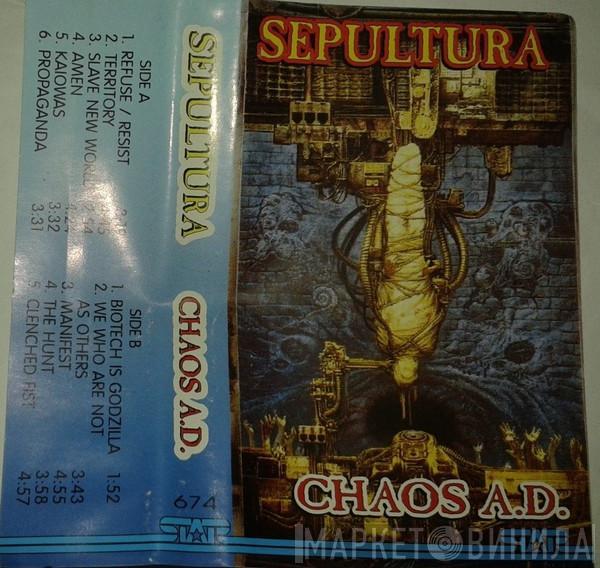 SEPULTURA
CHAOS A.D.
SEPULTURA CHAOS A.D.
674
STAR
SIDE A
1. REFUSE / RESIST
2. TERRITORY
3. SLAVE NEW WORLD
4. AMEN
5. KAIOWAS 3:32
6. PROPAGANDA 3:31
SIDE B
1. BIOTECH IS GODZILLA 1:52
2. WE WHO ARE NOT
AS OTHERS 3:43
3. MANIFEST 4:55
4. THE HUNT 3:58
5. CLENCHED FIST 4:57
МАРКЕТ ВИНИЛА